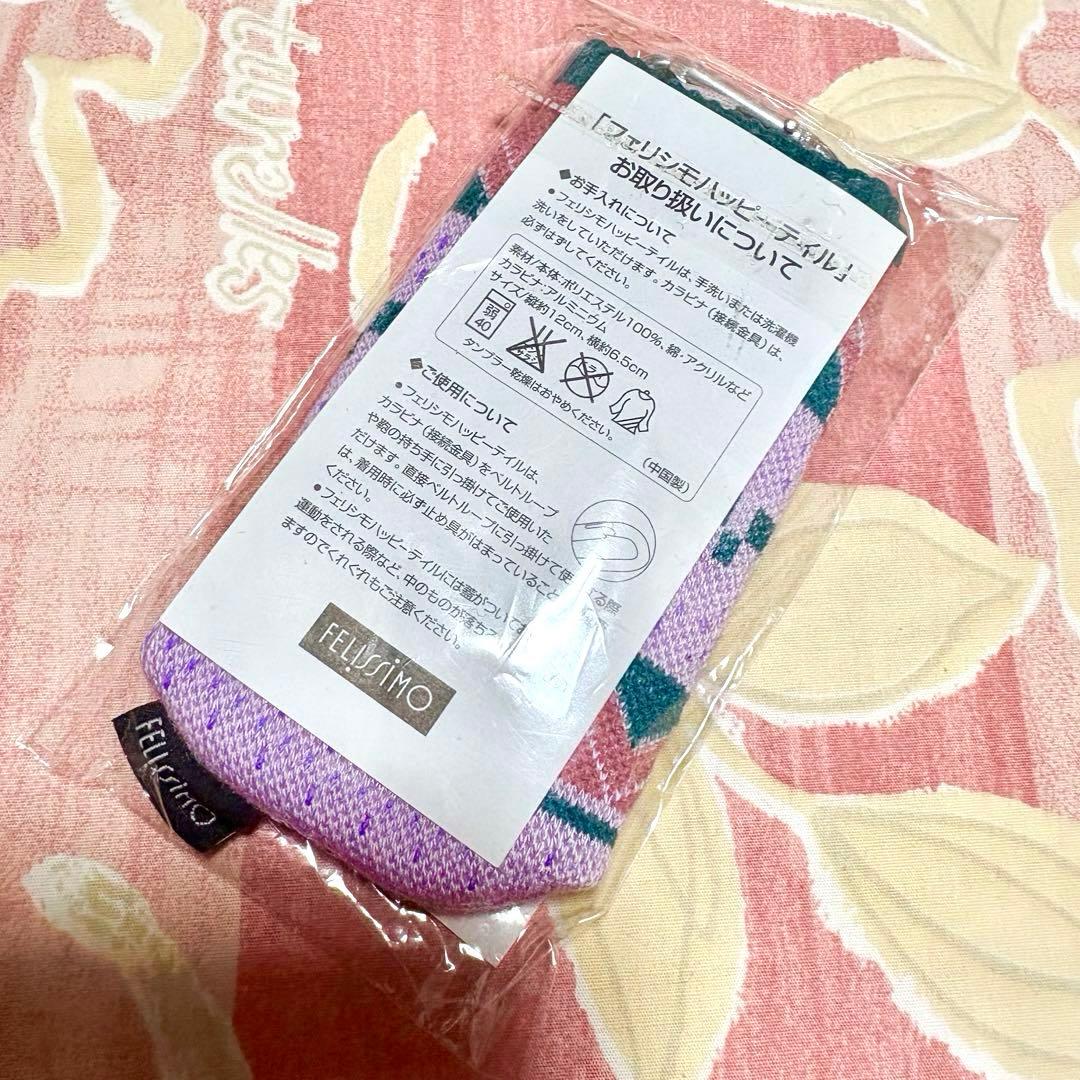 「フェリシモハッピーテイル」
お取り扱いについて
◆お手入れについて
・フェリシモハッピーテイルは、手洗いまたは洗濯機
洗いをしていただけます。カラビナ(接続金具)は、
必ずはずしてください。
素材/本体:ポリエステル100%、綿・アクリルなど
カラビナ:アルミニウム
サイズ/縦約12cm、横約6.5cm
弱
40
タンブラー乾燥はおやめください。
(中国製)
◆ご使用について
・フェリシモハッピーテイルは、
カラビナ(接続金具)をベルトループ
や鞄の持ち手に引っ掛けてご使用いた
だけます。直接ベルトループに引っ掛けて使
る際
は、着用時に必ず止め具がはまっていること
ください。
・フェリシモハッピーテイルには蓋がついて
運動をされる際など、中のものが落ち
ますのでくれぐれもご注意ください。
FELISSIMO
FELISSIMO